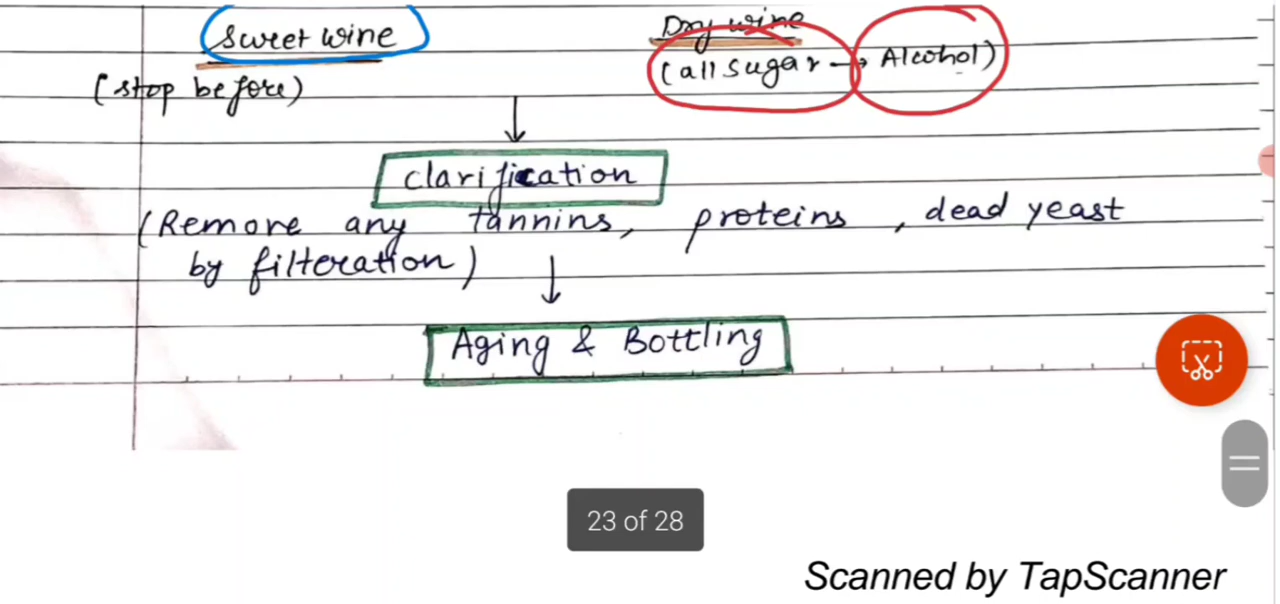 Sweet wine
Dry wine
(stop before)
(all sugar → Alcohol)
↓
Clarification
(Remove any tannins, proteins, dead yeast
by filteration)
↓
Aging & Bottling
23 of 28
Scanned by TapScanner